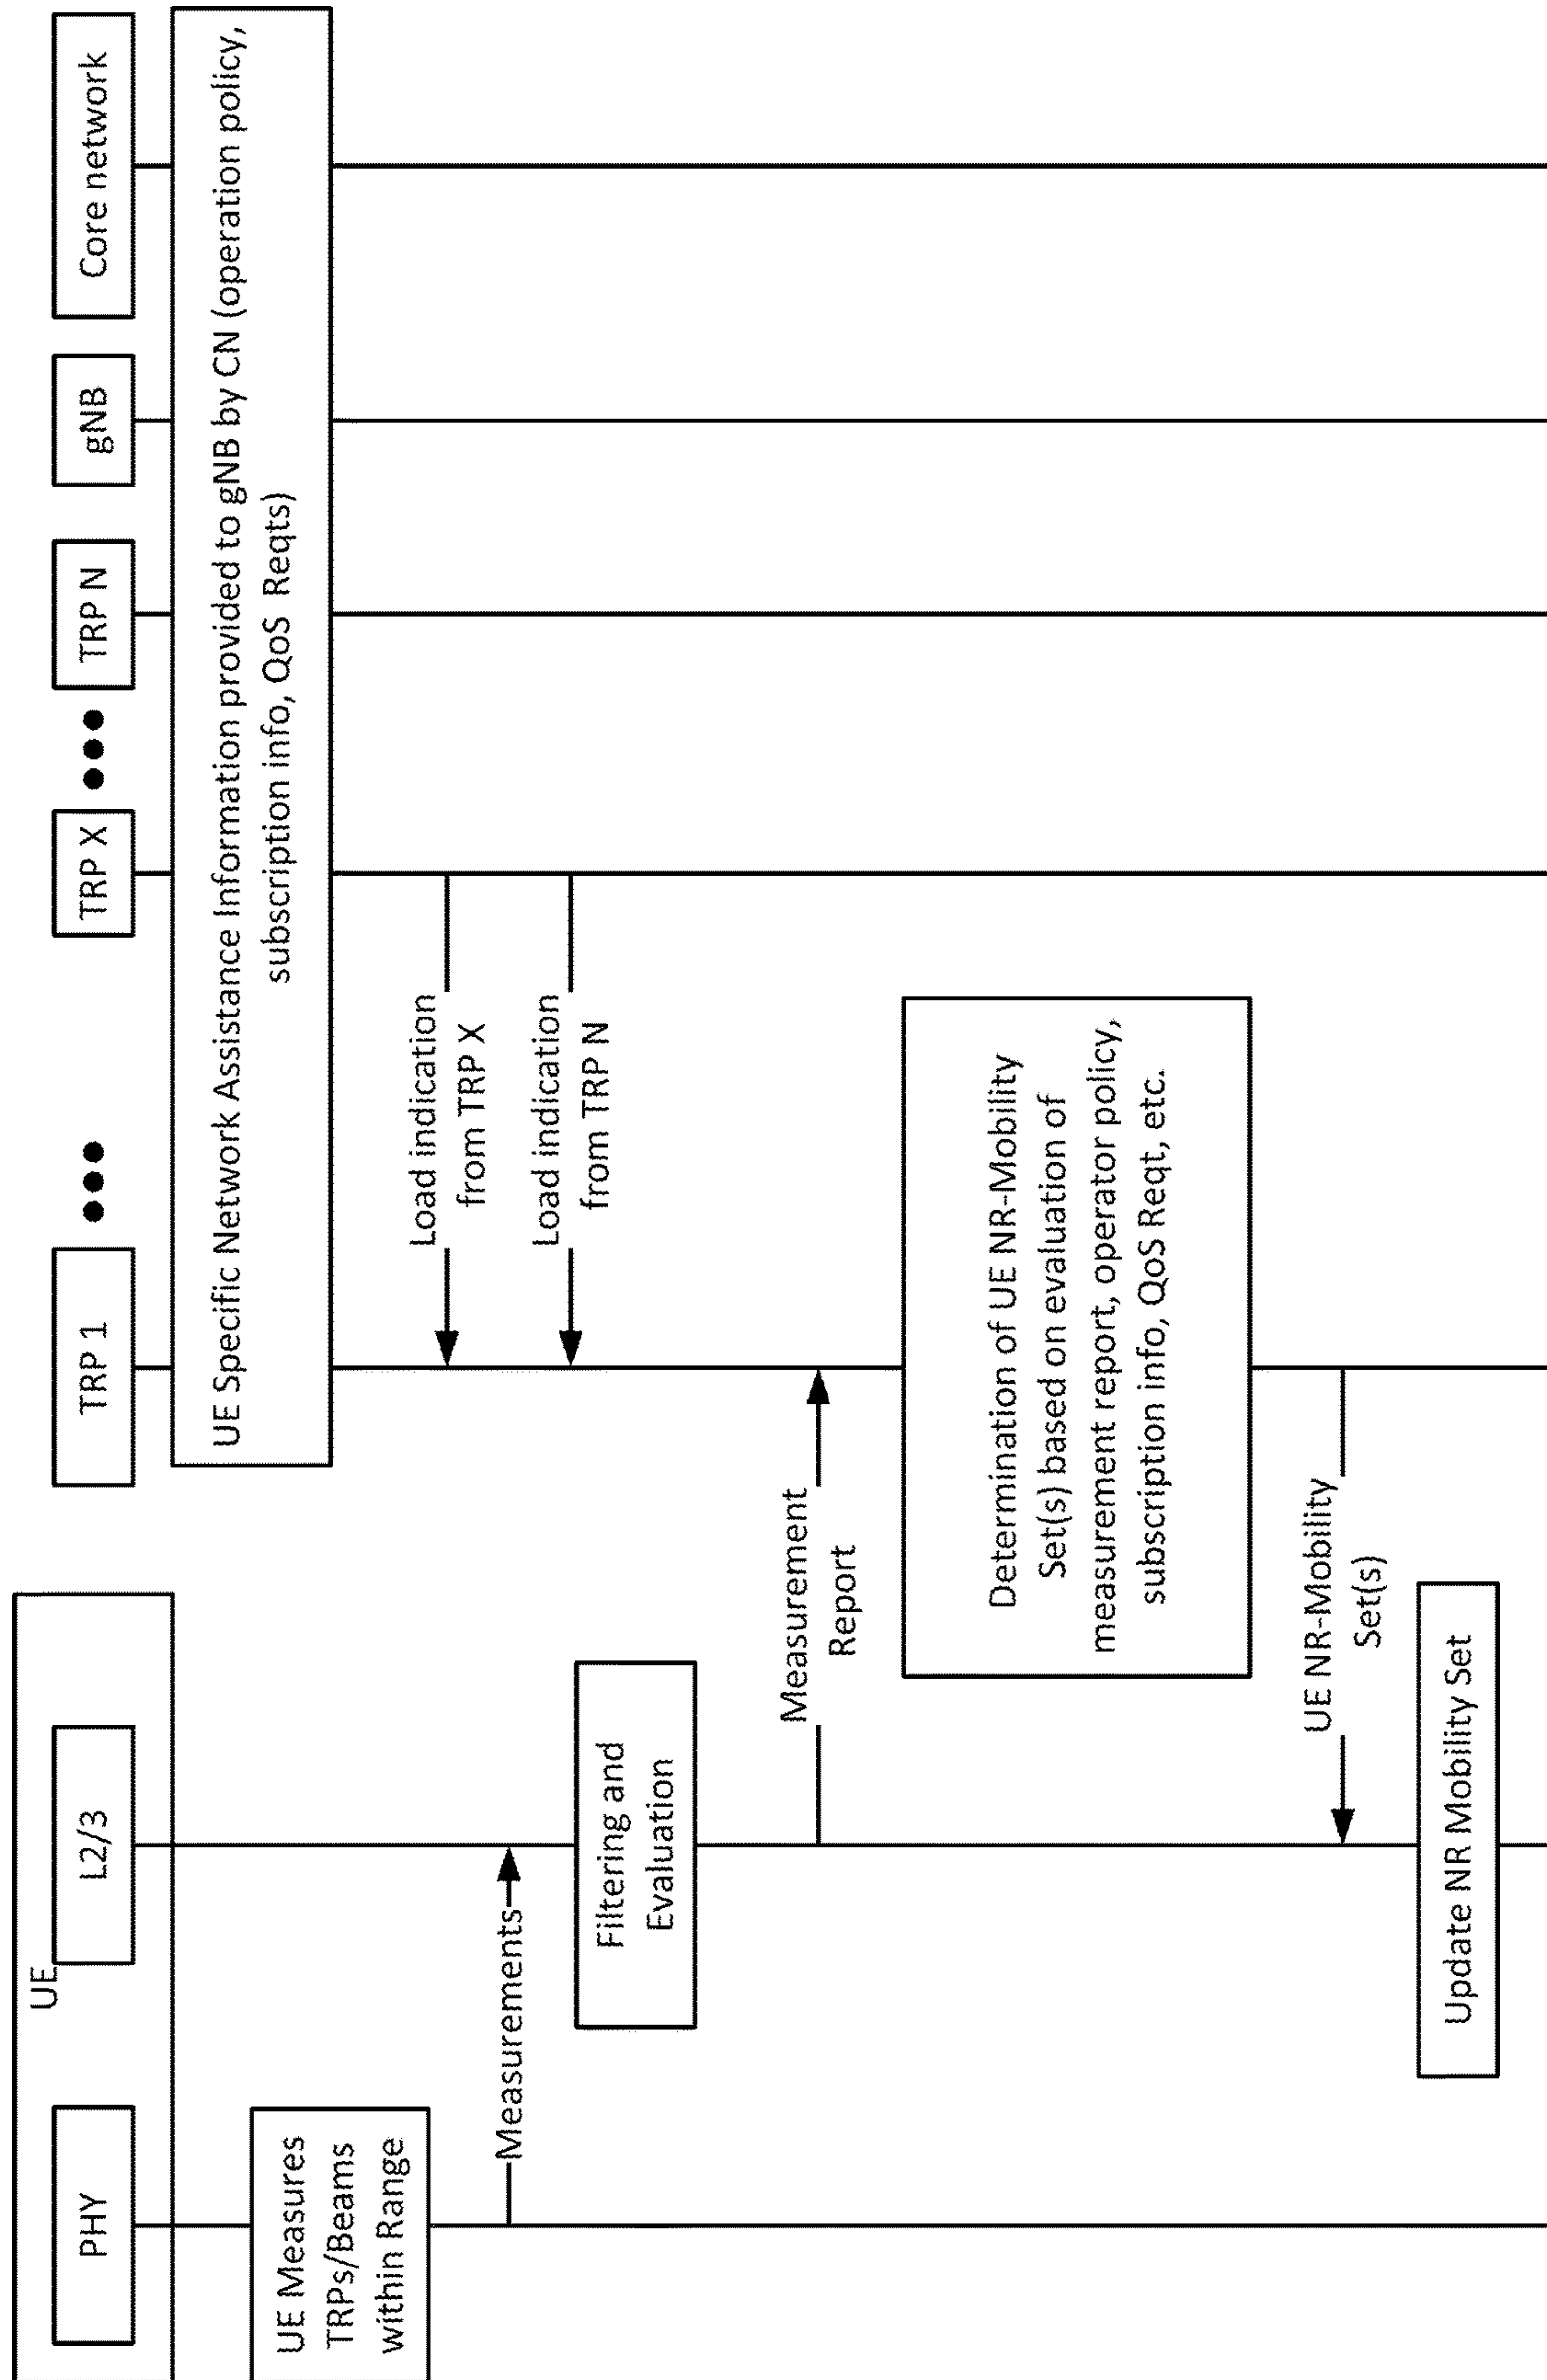 UE
PHY
L2/3
TRP 1
TRP X
TRP N
gNB
Core network
UE Specific Network Assistance Information provided to gNB by CN (operation policy,
subscription info, QoS Reqts)
UE Measures
TRPs/Beams
within Range
Load indication
from TRP X
Measurements
Load indication
from TRP N
Filtering and
Evaluation
Measurement
Report
Determination of UE NR-Mobility
Set(s) based on evaluation of
measurement report, operator policy,
subscription info, QoS Reqt, etc.
UE NR-Mobility
Set(s)
Update NR Mobility Set